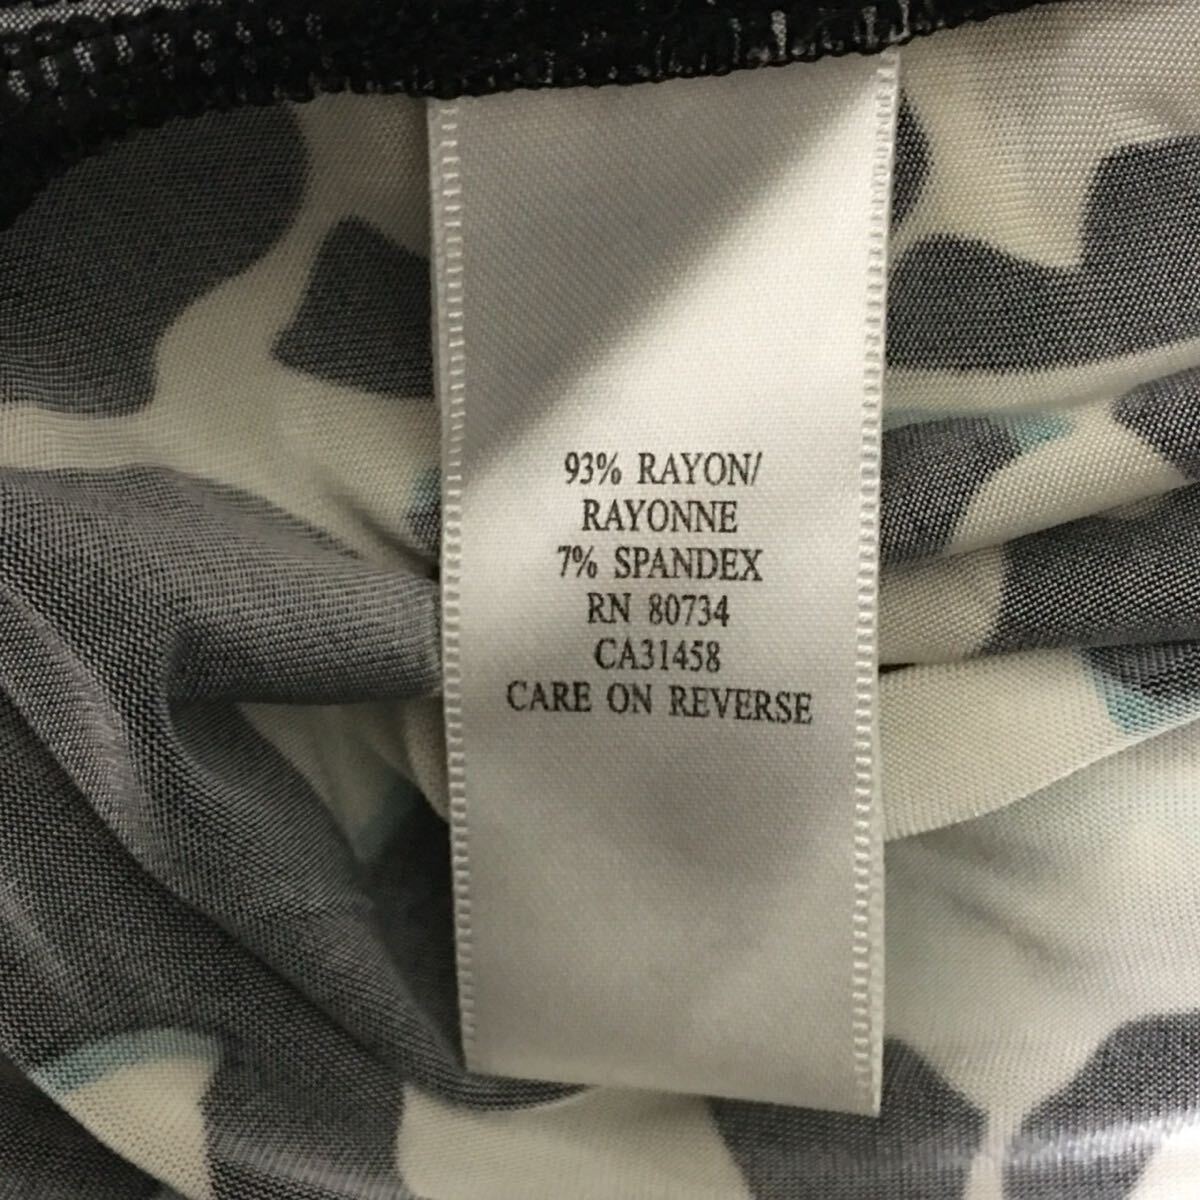 93% RAYON/
RAYONNE
7% SPANDEX
RN 80734
CA31458
CARE ON REVERSE